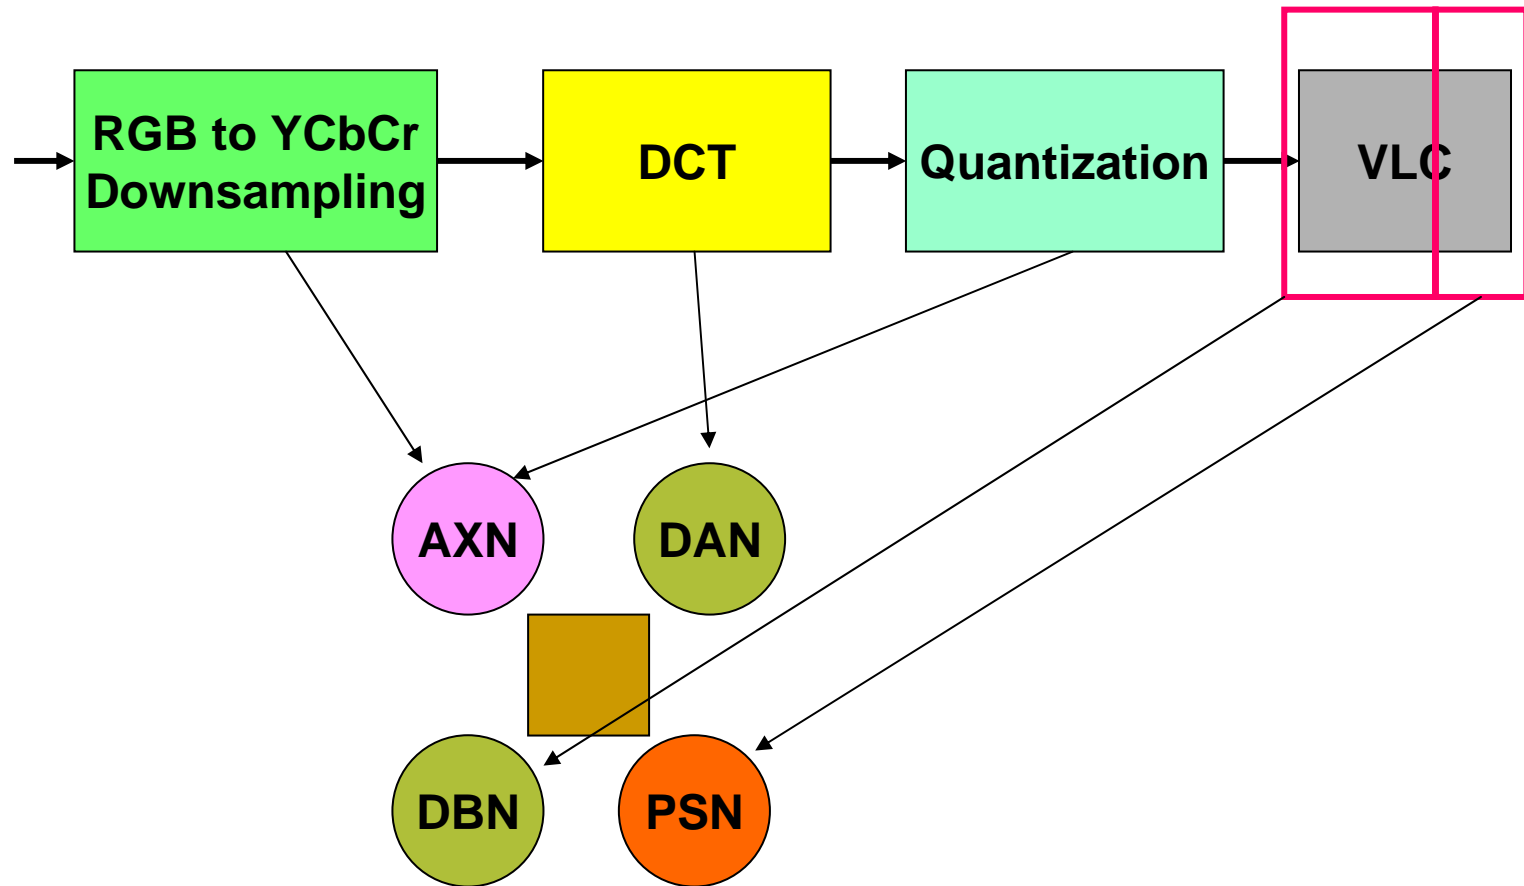 RGB to YCbCr
Downsampling
DCT
Quantization
VLC
AXN
DAN
DBN
PSN